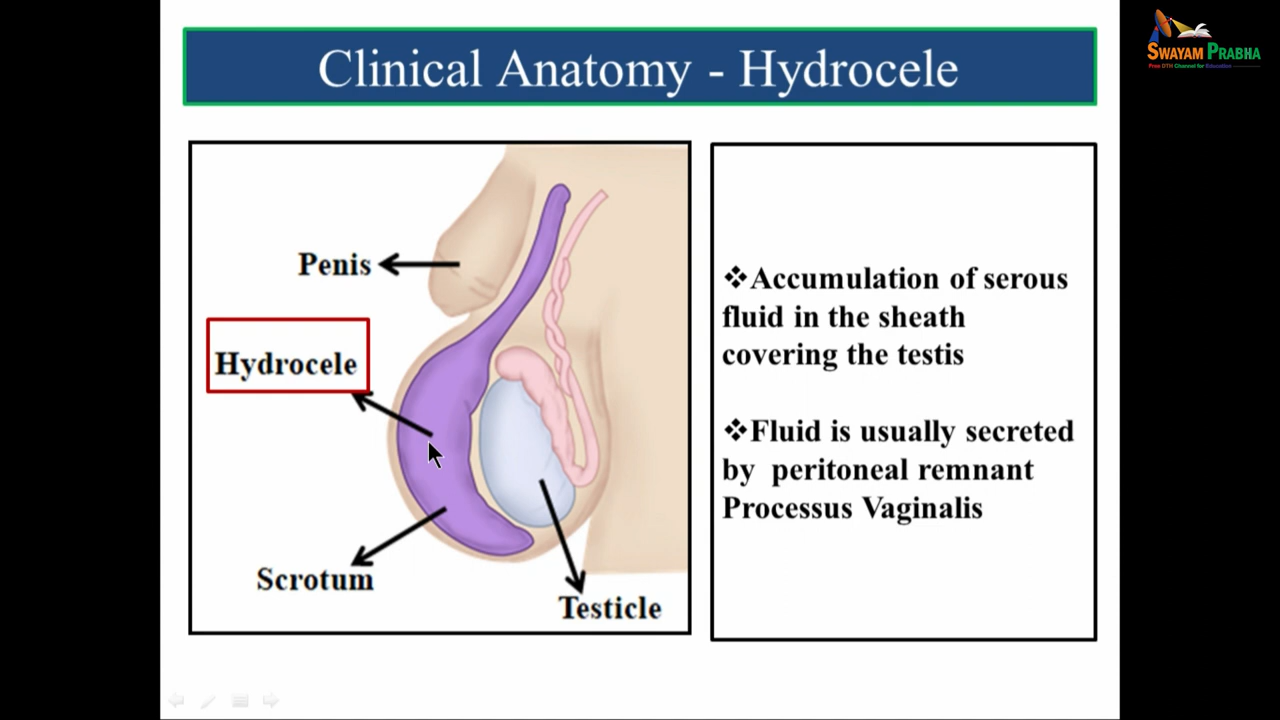 SWAYAM PRABHA
Free DTH Channel for Education
Clinical Anatomy - Hydrocele
Penis
Hydrocele
Scrotum
Testicle
❖Accumulation of serous
fluid in the sheath
covering the testis
❖Fluid is usually secreted
by peritoneal remnant
Processus Vaginalis